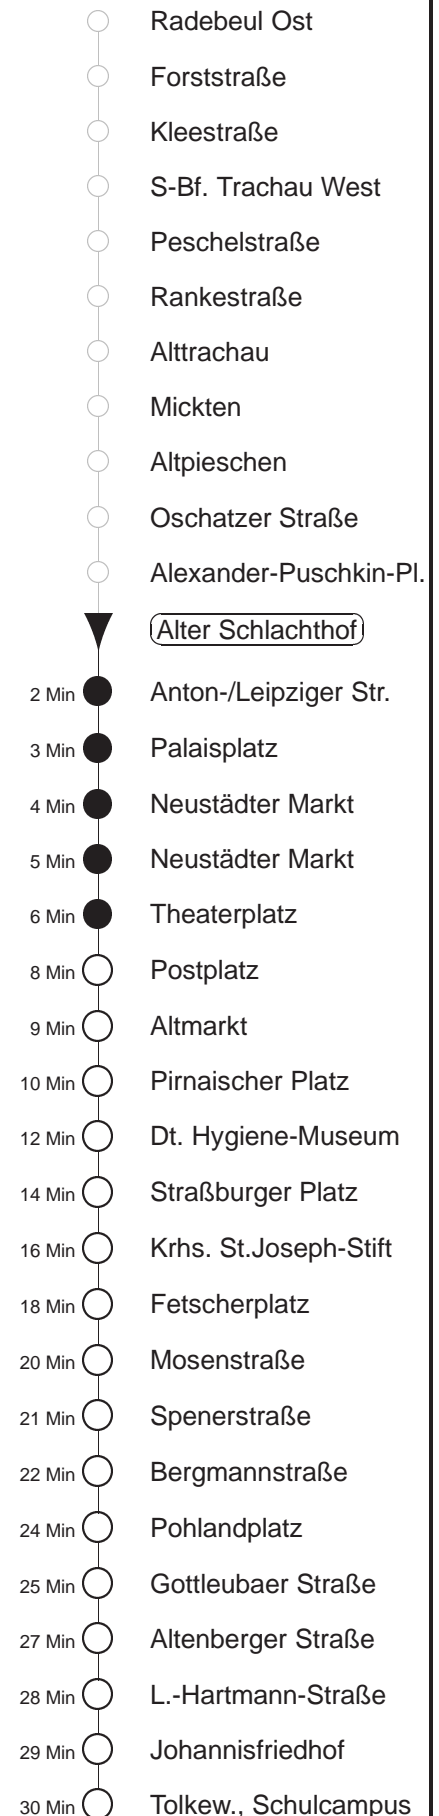 Radebeul Ost
Forststraße
Kleestraße
S-Bf. Trachau West
Peschelstraße
Rankestraße
Alttrachau
Mickten
Altpieschen
Oschatzer Straße
Alexander-Puschkin-Pl.
Alter Schlachthof
2 Min Anton-/Leipziger Str.
3 Min Palaisplatz
4 Min Neustädter Markt
5 Min Neustädter Markt
6 Min Theaterplatz
8 Min Postplatz
9 Min Altmarkt
10 Min Pirnaischer Platz
12 Min Dt. Hygiene-Museum
14 Min Straßburger Platz
16 Min Krhs. St.Joseph-Stift
18 Min Fetscherplatz
20 Min Mosenstraße
21 Min Spenerstraße
22 Min Bergmannstraße
24 Min Pohlandplatz
25 Min Gottleubaer Straße
27 Min Altenberger Straße
28 Min L.-Hartmann-Straße
29 Min Johannisfriedhof
30 Min Tolkew., Schulcampus